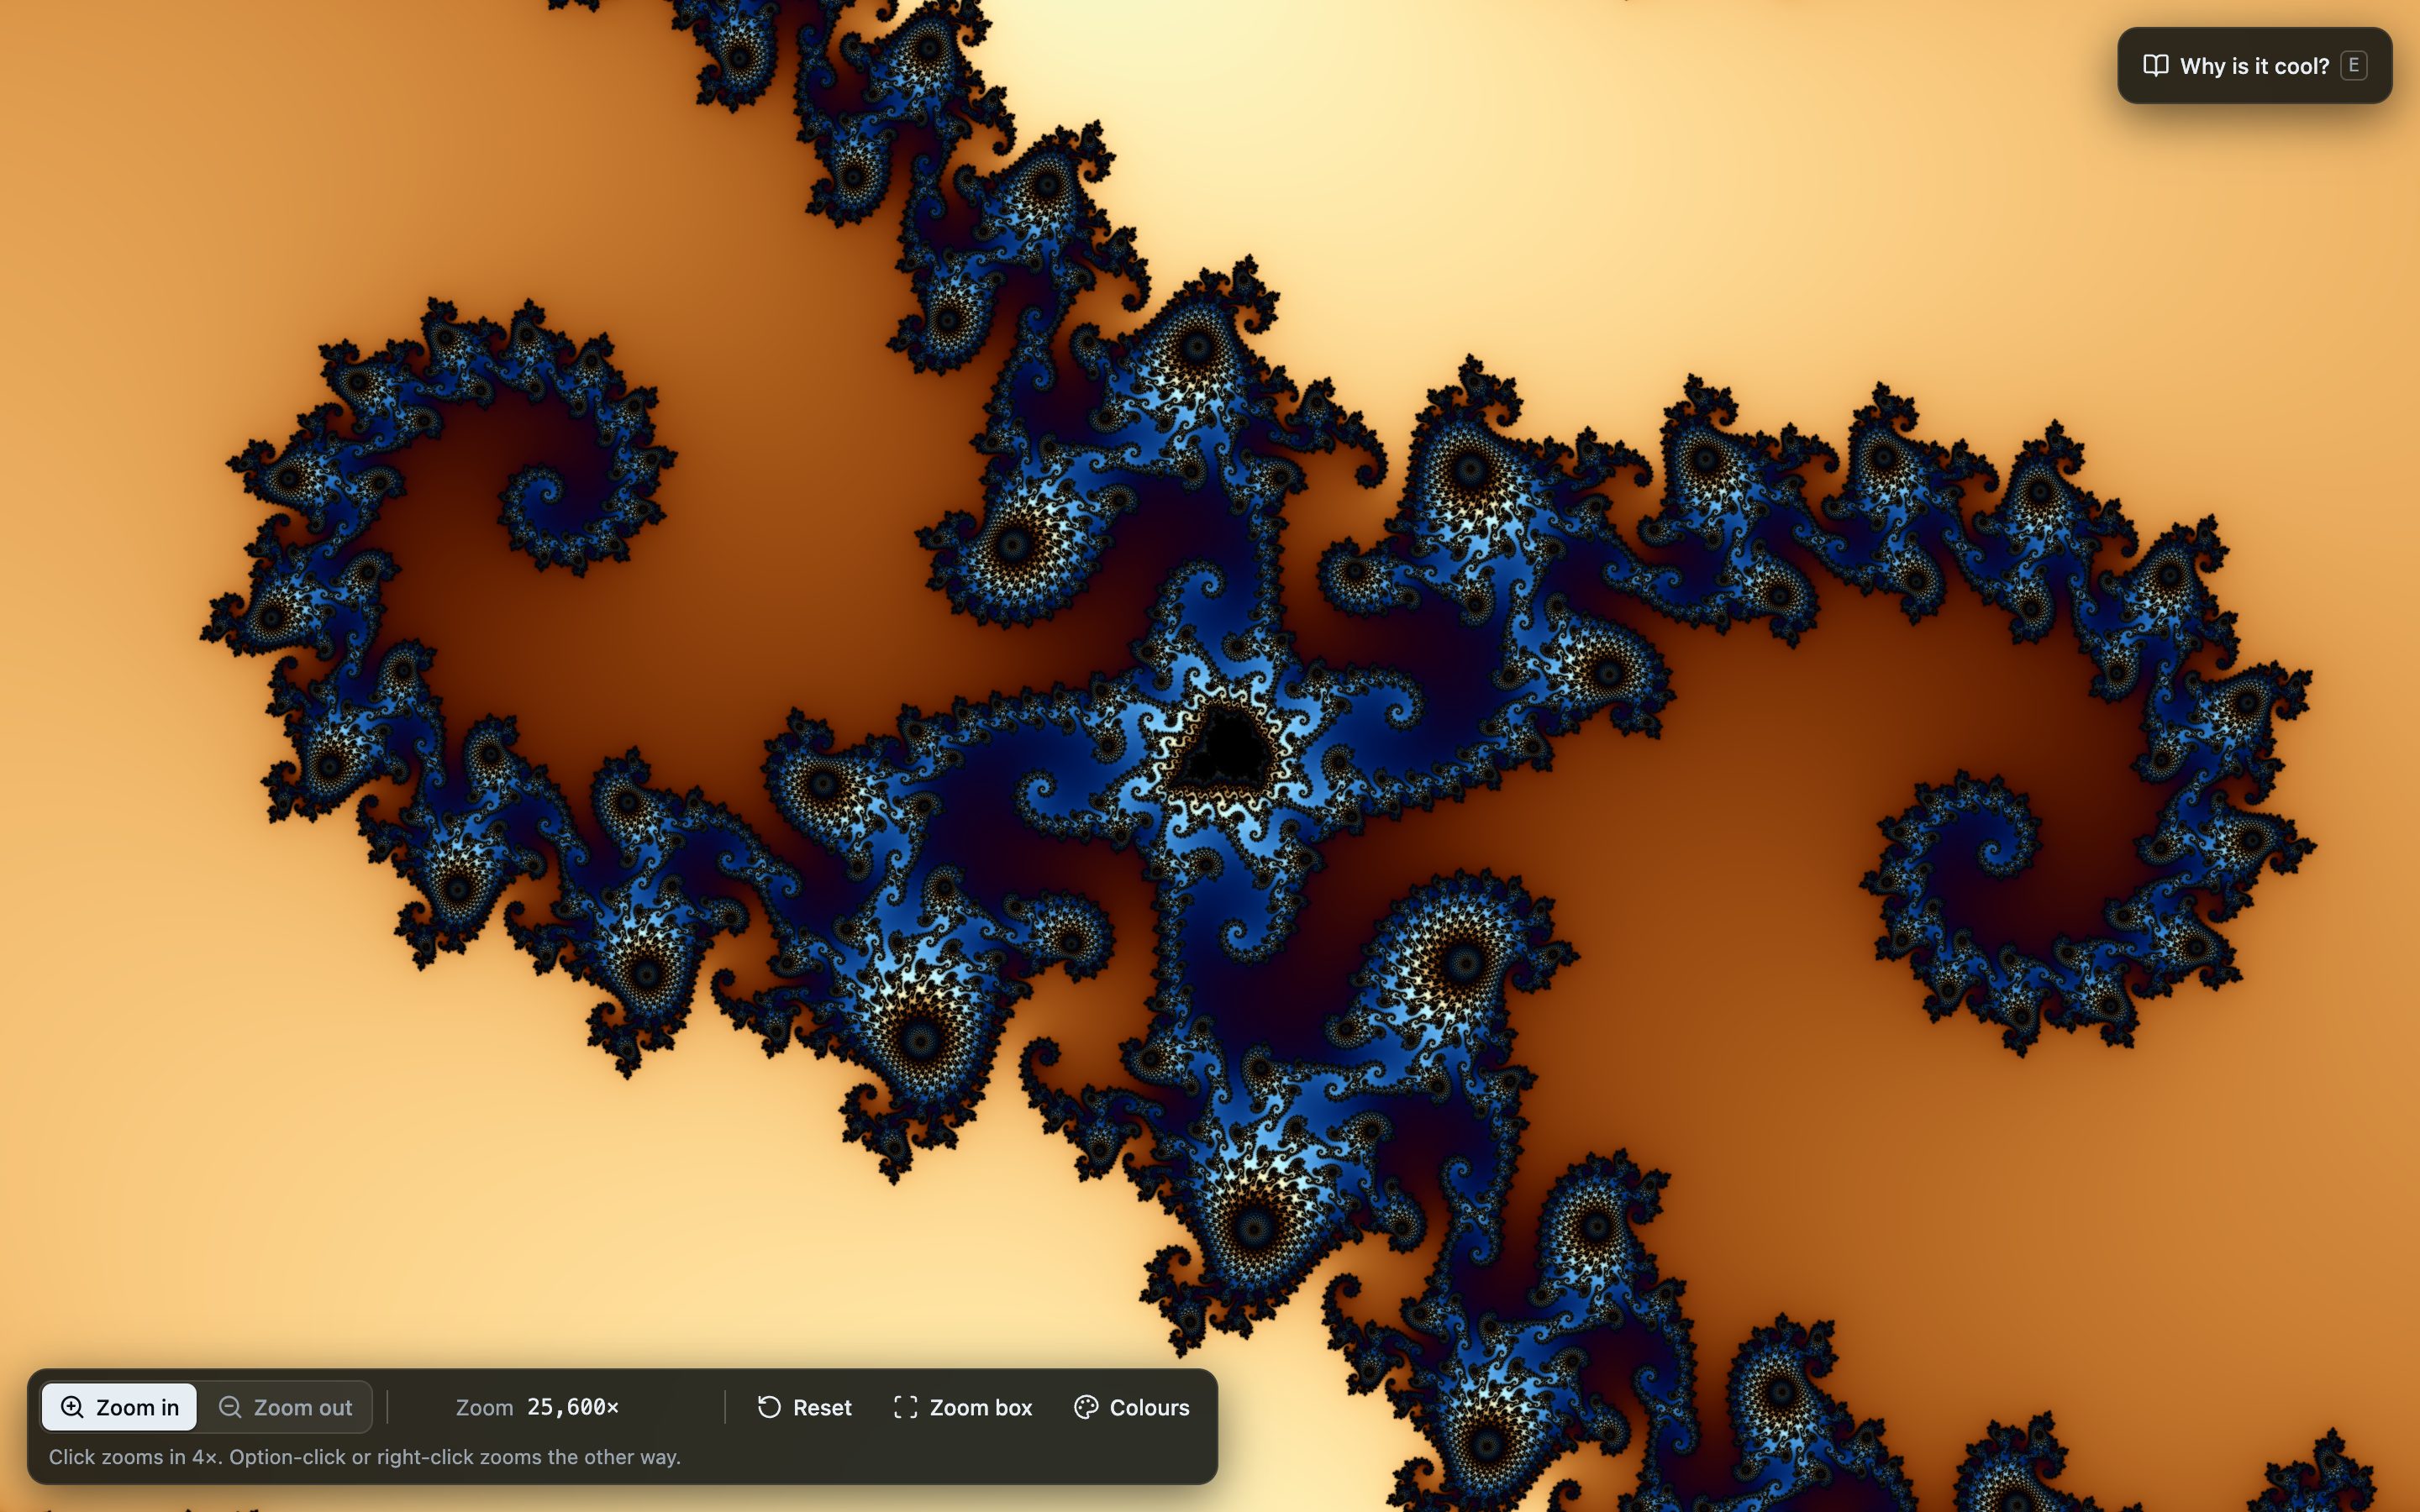 Why is it cool? E
Zoom in Zoom out Zoom 25,600× Reset Zoom box Colours
Click zooms in 4×. Option-click or right-click zooms the other way.